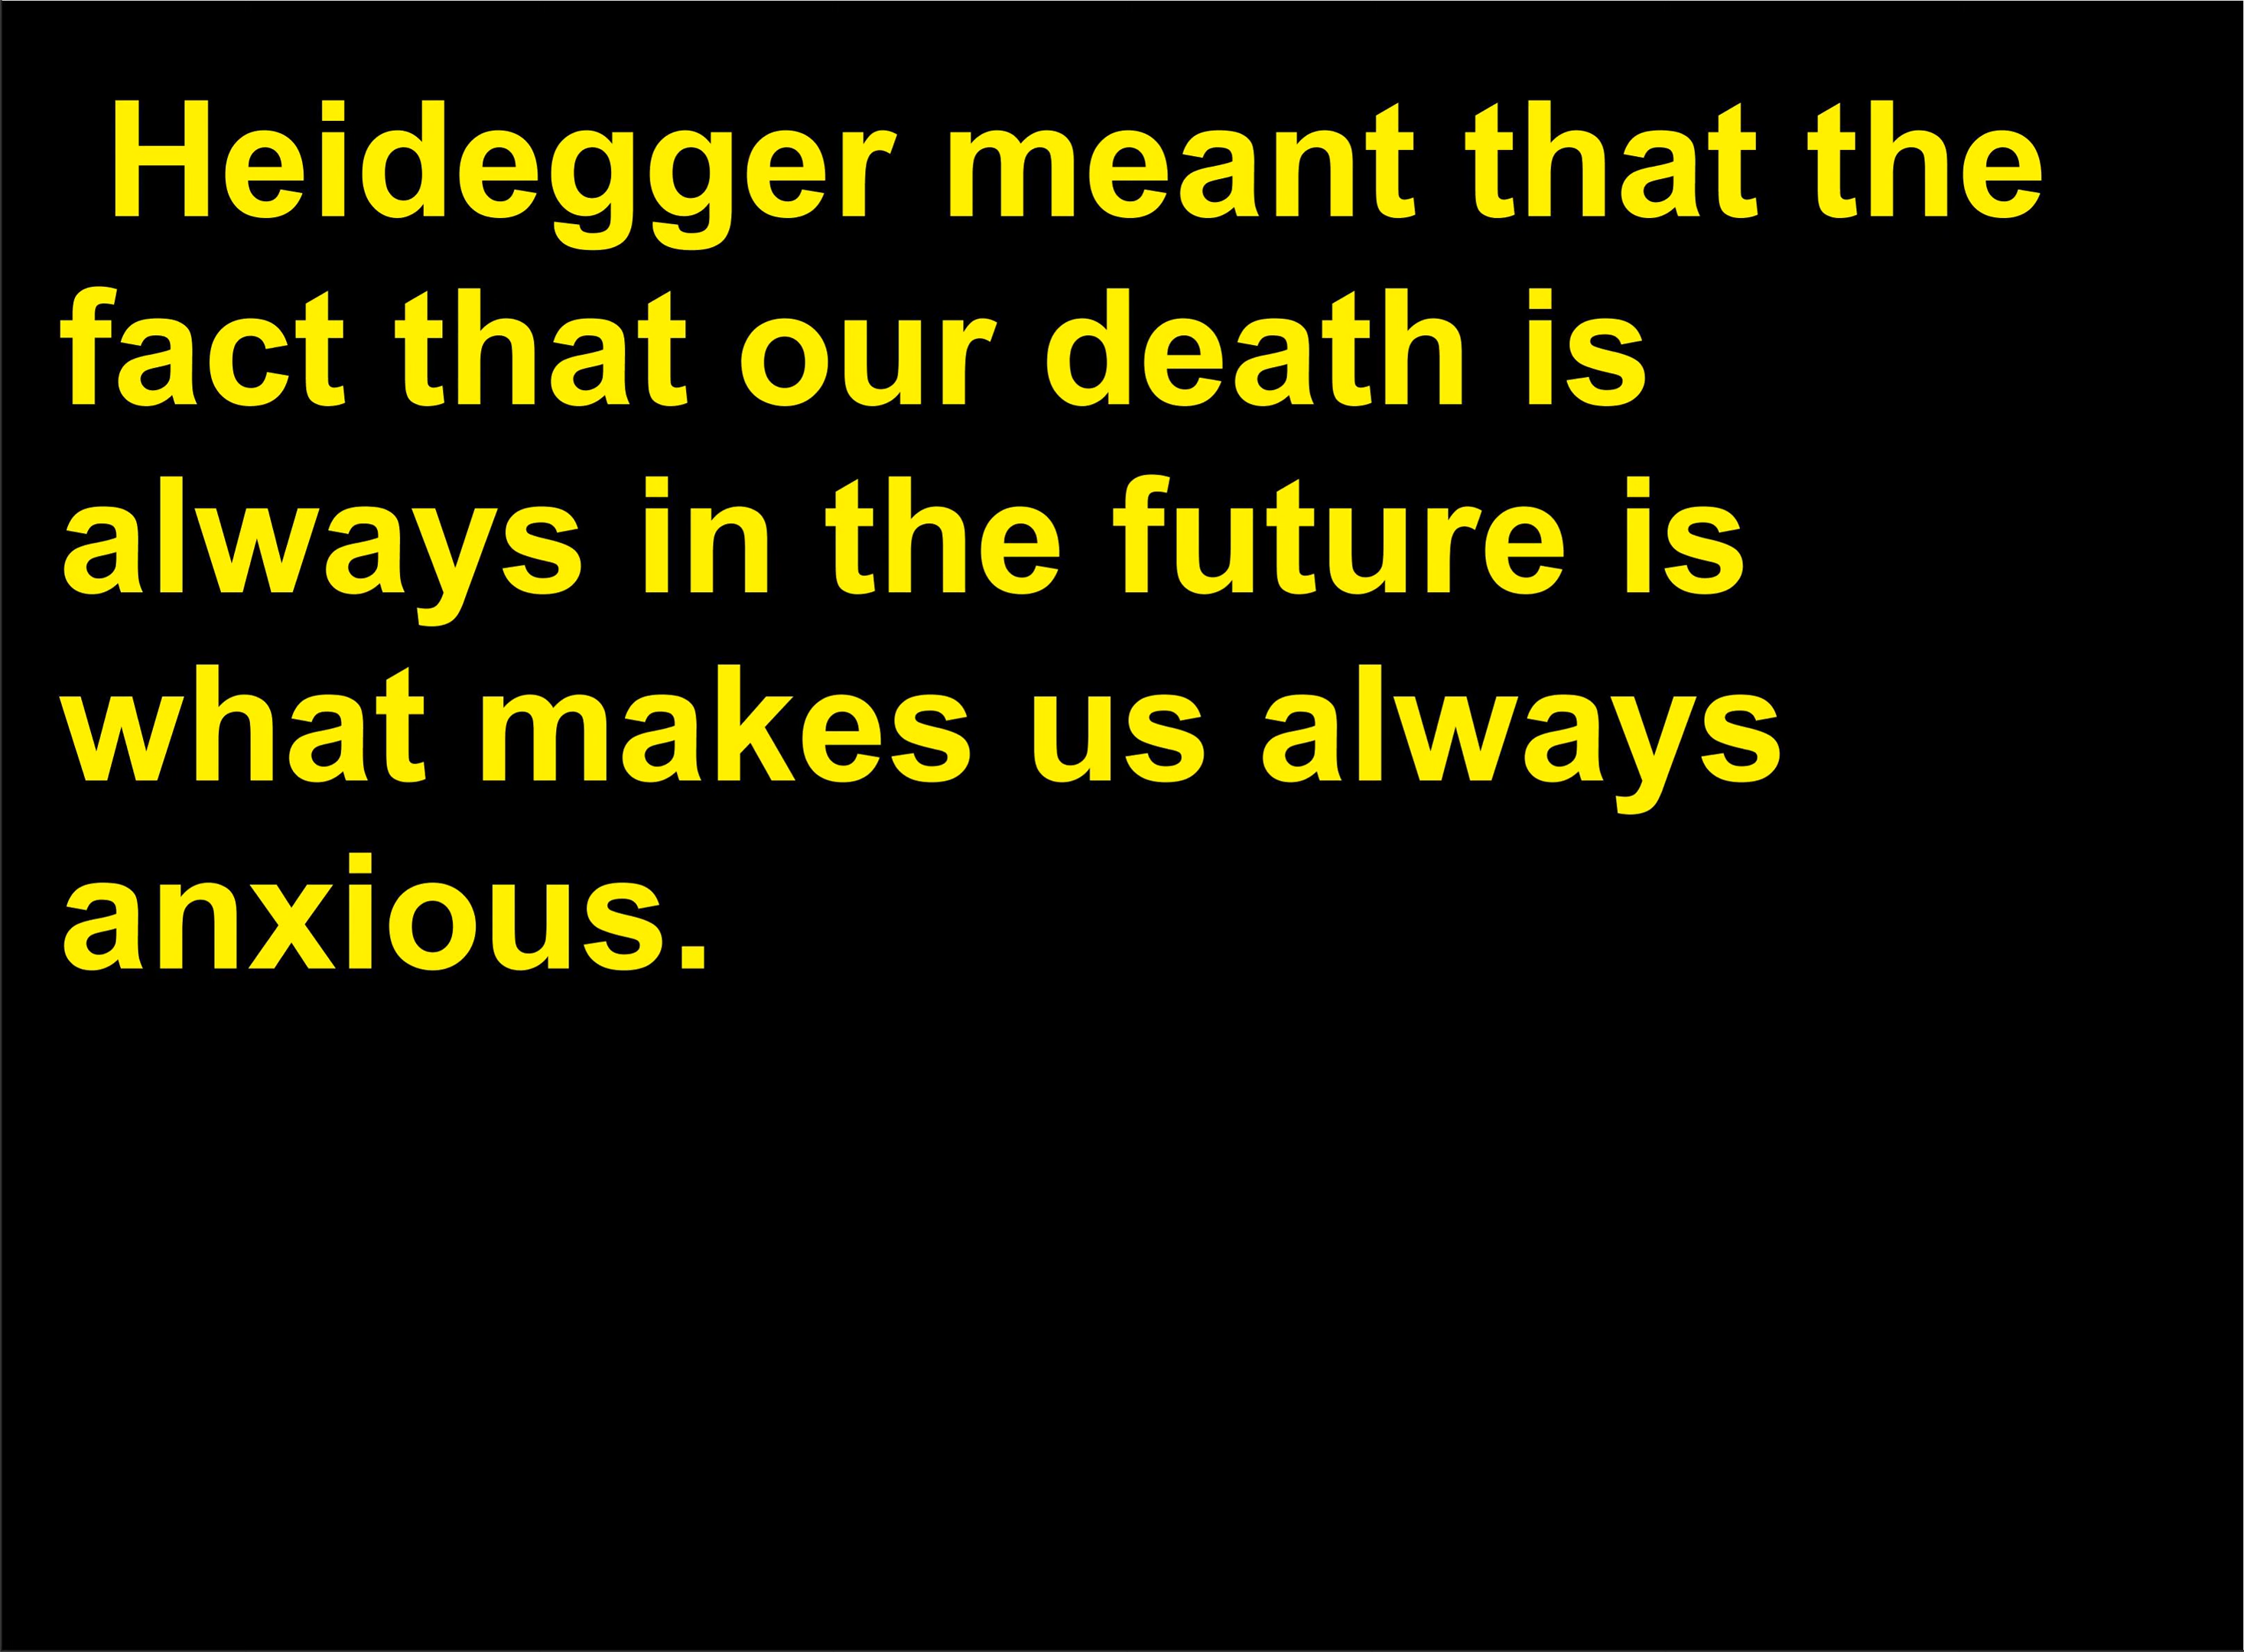 Heidegger meant that the
fact that our death is
always in the future is
what makes us always
anxious.